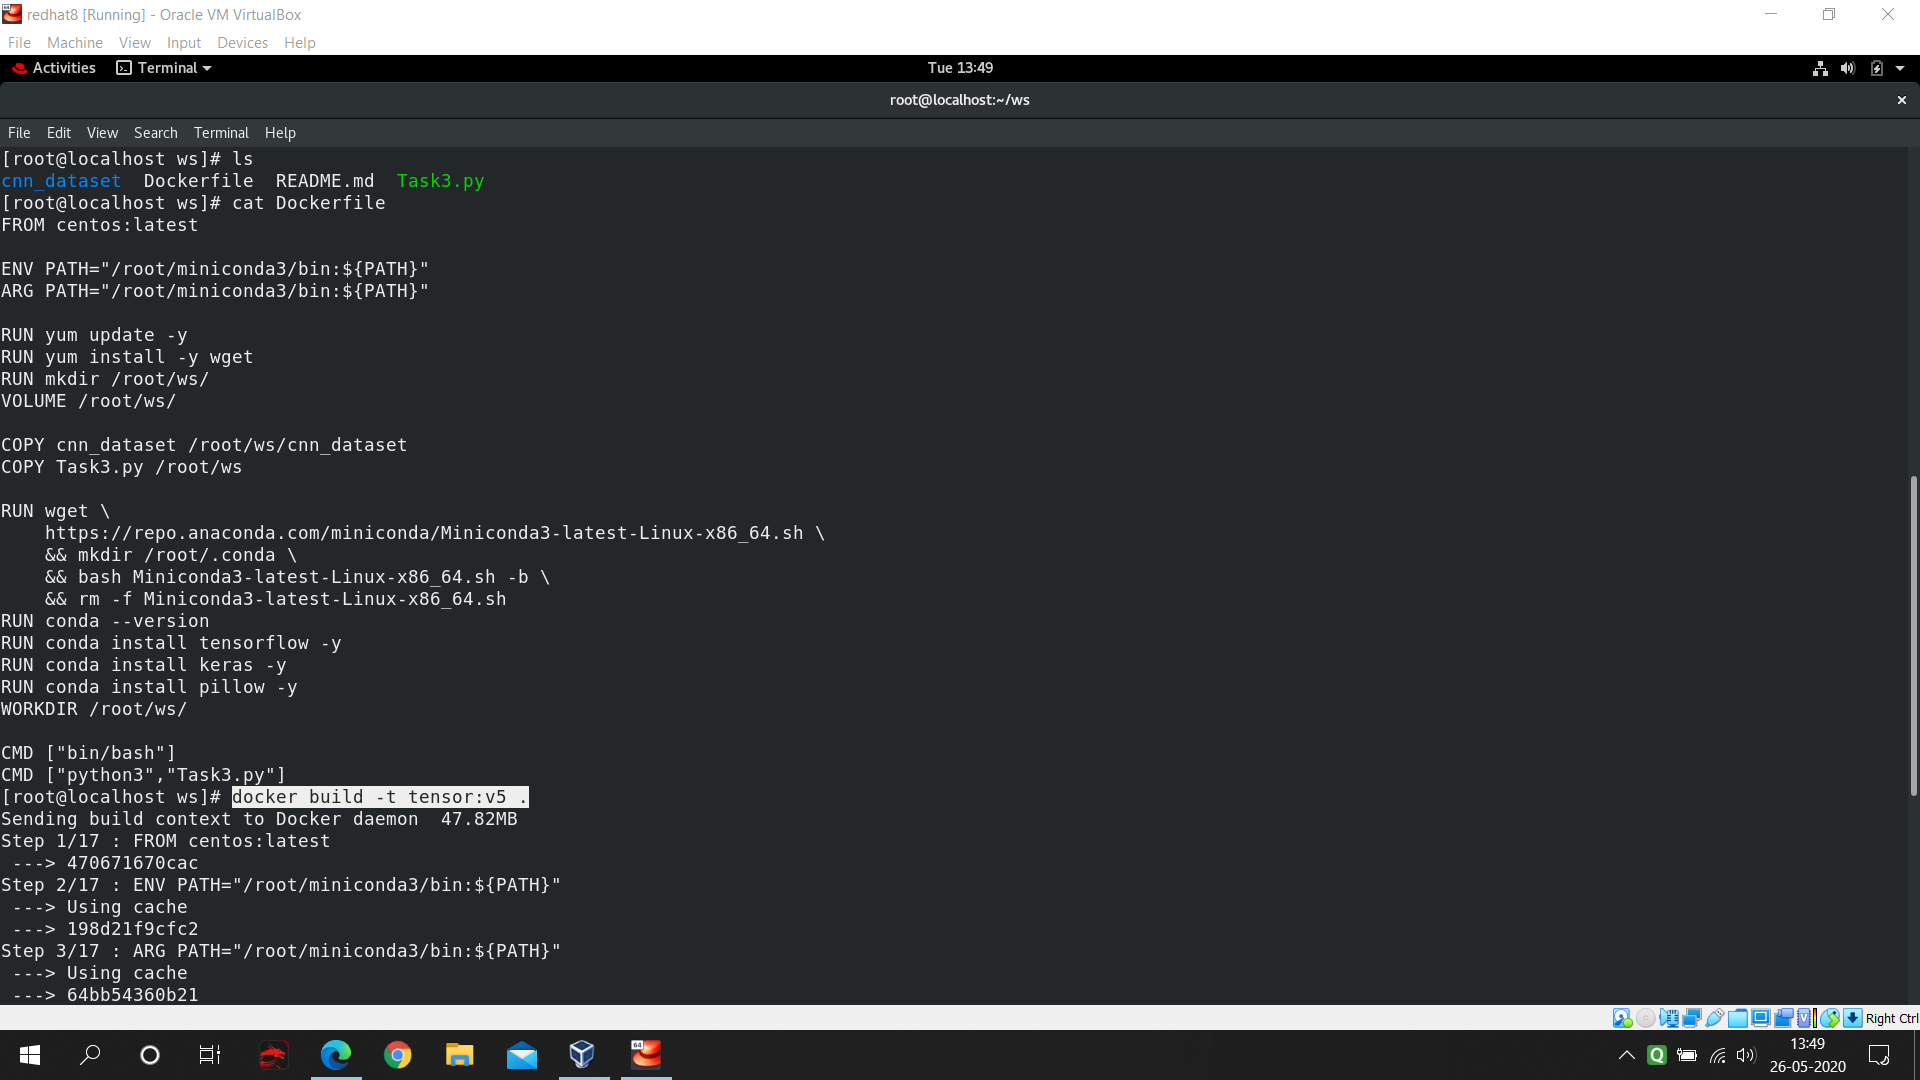 redhat8 [Running] - Oracle VM VirtualBox
File Machine View Input Devices Help
Activities Terminal Tue 13:49
root@localhost:~/ws
File Edit View Search Terminal Help
[root@localhost ws]# ls
cnn_dataset  Dockerfile  README.md  Task3.py
[root@localhost ws]# cat Dockerfile
FROM centos:latest

ENV PATH="/root/miniconda3/bin:${PATH}"
ARG PATH="/root/miniconda3/bin:${PATH}"

RUN yum update -y
RUN yum install -y wget
RUN mkdir /root/ws/
VOLUME /root/ws/

COPY cnn_dataset /root/ws/cnn_dataset
COPY Task3.py /root/ws

RUN wget \
    https://repo.anaconda.com/miniconda/Miniconda3-latest-Linux-x86_64.sh \
    && mkdir /root/.conda \
    && bash Miniconda3-latest-Linux-x86_64.sh -b \
    && rm -f Miniconda3-latest-Linux-x86_64.sh
RUN conda --version
RUN conda install tensorflow -y
RUN conda install keras -y
RUN conda install pillow -y
WORKDIR /root/ws/

CMD ["bin/bash"]
CMD ["python3","Task3.py"]
[root@localhost ws]# docker build -t tensor:v5 .
Sending build context to Docker daemon  47.82MB
Step 1/17 : FROM centos:latest
 ---> 470671670cac
Step 2/17 : ENV PATH="/root/miniconda3/bin:${PATH}"
 ---> Using cache
 ---> 198d21f9cfc2
Step 3/17 : ARG PATH="/root/miniconda3/bin:${PATH}"
 ---> Using cache
 ---> 64bb54360b21
Right Ctrl
64
Q
13:49
26-05-2020